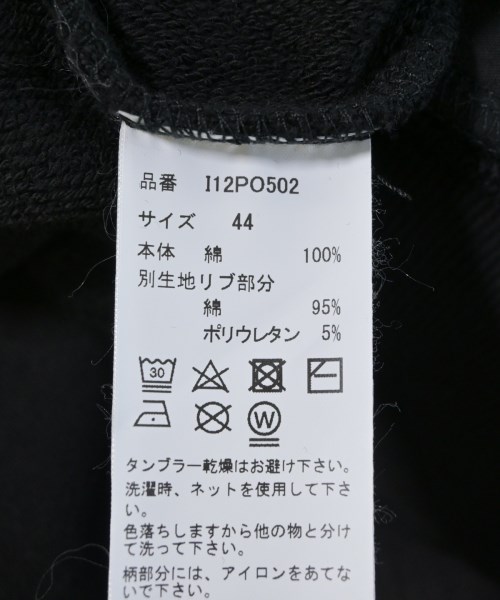 品番 I12PO502
サイズ 44
本体 綿 100%
別生地リブ部分
綿 95%
ポリウレタン 5%
30
W
タンブラー乾燥はお避け下さい。
洗濯時、ネットを使用して下さ
い。
色落ちしますから他の物と分け
て洗って下さい。
柄部分には、アイロンをあてな
いで下さい。